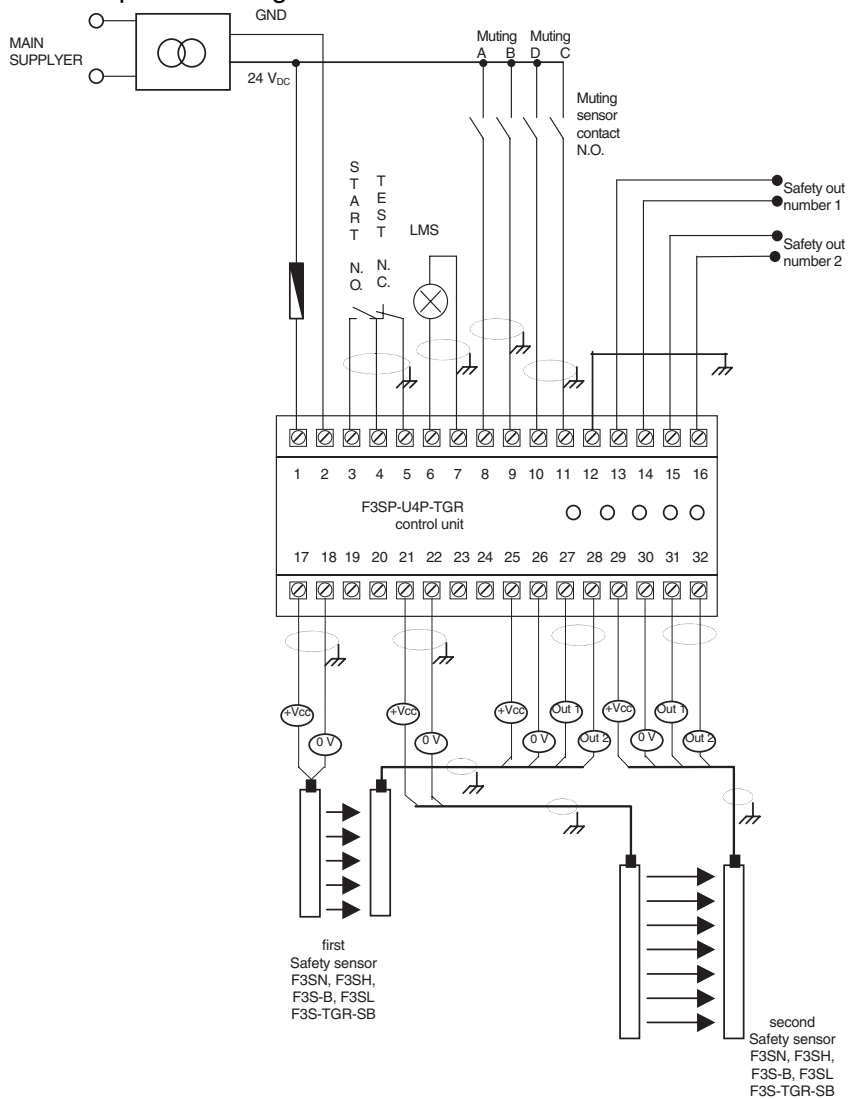 GND
MAIN
SUPPLYER
24 VDC
Muting
A B D C
Muting
sensor
contact
N.O.
START N.O.
TEST N.C.
LMS
Safety out
number 1
Safety out
number 2
1 2 3 4 5 6 7 8 9 10 11 12 13 14 15 16
F3SP-U4P-TGR
control unit
17 18 19 20 21 22 23 24 25 26 27 28 29 30 31 32
+Vcc +Vcc +Vcc Out 1 +Vcc Out 1
0 V 0 V 0 V Out 2 0 V Out 2
first
Safety sensor
F3SN, F3SH,
F3S-B, F3SL
F3S-TGR-SB
second
Safety sensor
F3SN, F3SH,
F3S-B, F3SL
F3S-TGR-SB